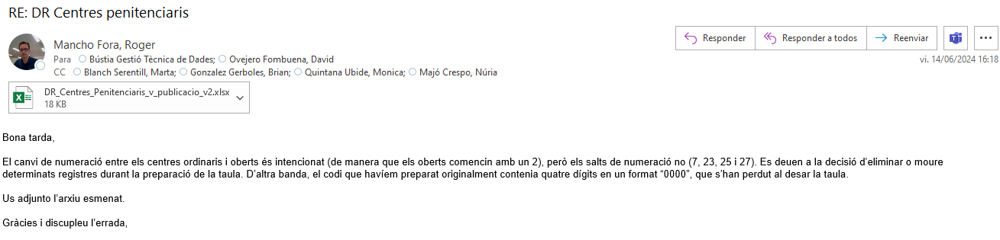 RE: DR Centres penitenciaris
Mancho Fora, Roger
Responder
Responder a todos
Reenviar
Para Bústia Gestió Tècnica de Dades; Ovejero Fombuena, David
vi. 14/06/2024 16:18
CC Blanch Serentill, Marta; Gonzalez Gerboles, Brian; Quintana Ubide, Monica; Majó Crespo, Núria
DR_Centres_Penitenciaris_v_publicacio_v2.xlsx
18 KB
Bona tarda,
El canvi de numeració entre els centres ordinaris i oberts és intencionat (de manera que els oberts comencin amb un 2), però els salts de numeració no (7, 23, 25 i 27). Es deuen a la decisió d’eliminar o moure
determinats registres durant la preparació de la taula. D’altra banda, el codi que havíem preparat originalment contenia quatre dígits en un format “0000”, que s’han perdut al desar la taula.
Us adjunto l’arxiu esmenat.
Gràcies i discupleu l’errada,